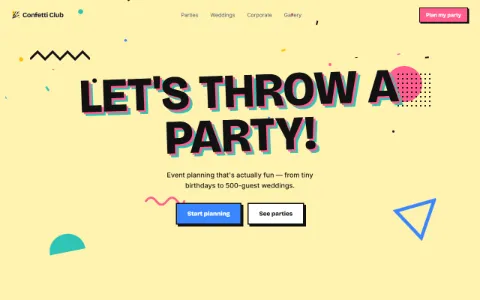 Confetti Club
Parties Weddings Corporate Gallery
Plan my party
LET'S THROW A
PARTY!
Event planning that's actually fun — from tiny
birthdays to 500-guest weddings.
Start planning
See parties